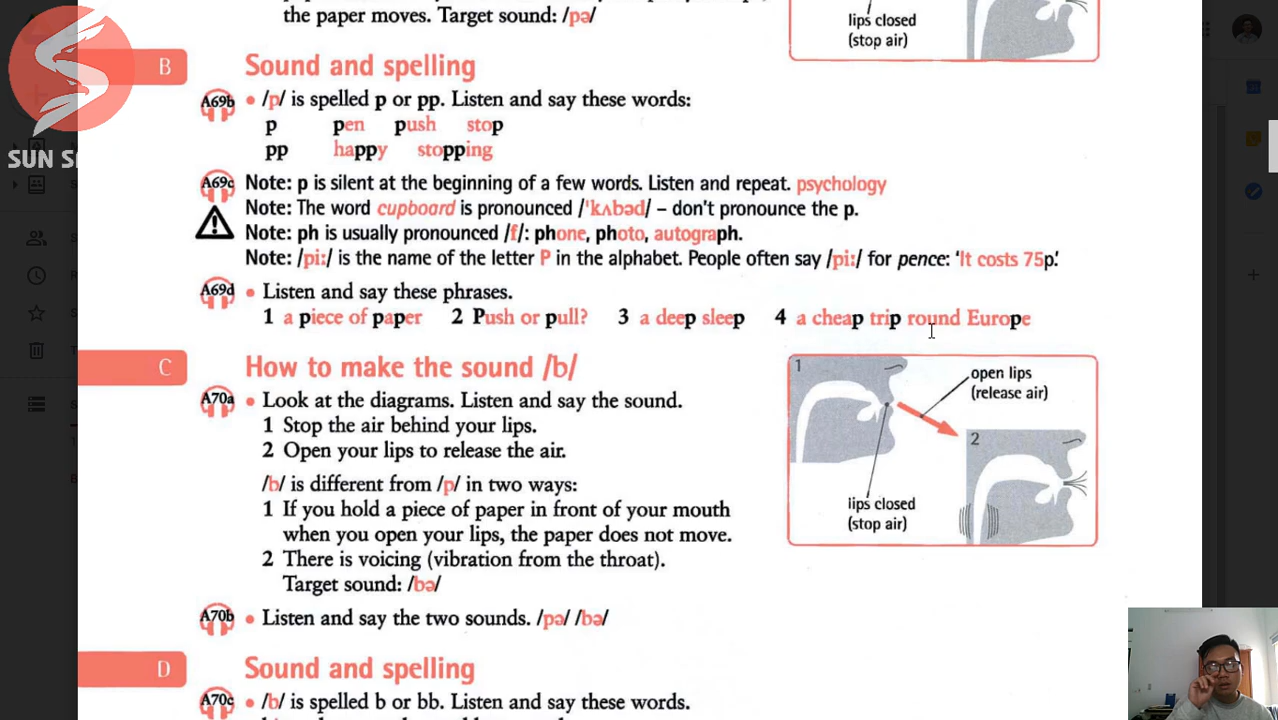 the paper moves. Target sound: /pə/
lips closed
(stop air)
B
Sound and spelling
A69b • /p/ is spelled p or pp. Listen and say these words:
p pen push stop
pp happy stopping
SUN
A69c Note: p is silent at the beginning of a few words. Listen and repeat. psychology
Note: The word cupboard is pronounced /'kʌbəd/ – don't pronounce the p.
Note: ph is usually pronounced /f/: phone, photo, autograph.
Note: /piː/ is the name of the letter P in the alphabet. People often say /piː/ for pence: 'It costs 75p.'
A69d • Listen and say these phrases.
1 a piece of paper 2 Push or pull? 3 a deep sleep 4 a cheap trip round Europe
C
How to make the sound /b/
A70a • Look at the diagrams. Listen and say the sound.
1 Stop the air behind your lips.
2 Open your lips to release the air.
/b/ is different from /p/ in two ways:
1 If you hold a piece of paper in front of your mouth
when you open your lips, the paper does not move.
2 There is voicing (vibration from the throat).
Target sound: /bə/
1
open lips
(release air)
2
lips closed
(stop air)
A70b • Listen and say the two sounds. /pə/ /bə/
D
Sound and spelling
A70c • /b/ is spelled b or bb. Listen and say these words.